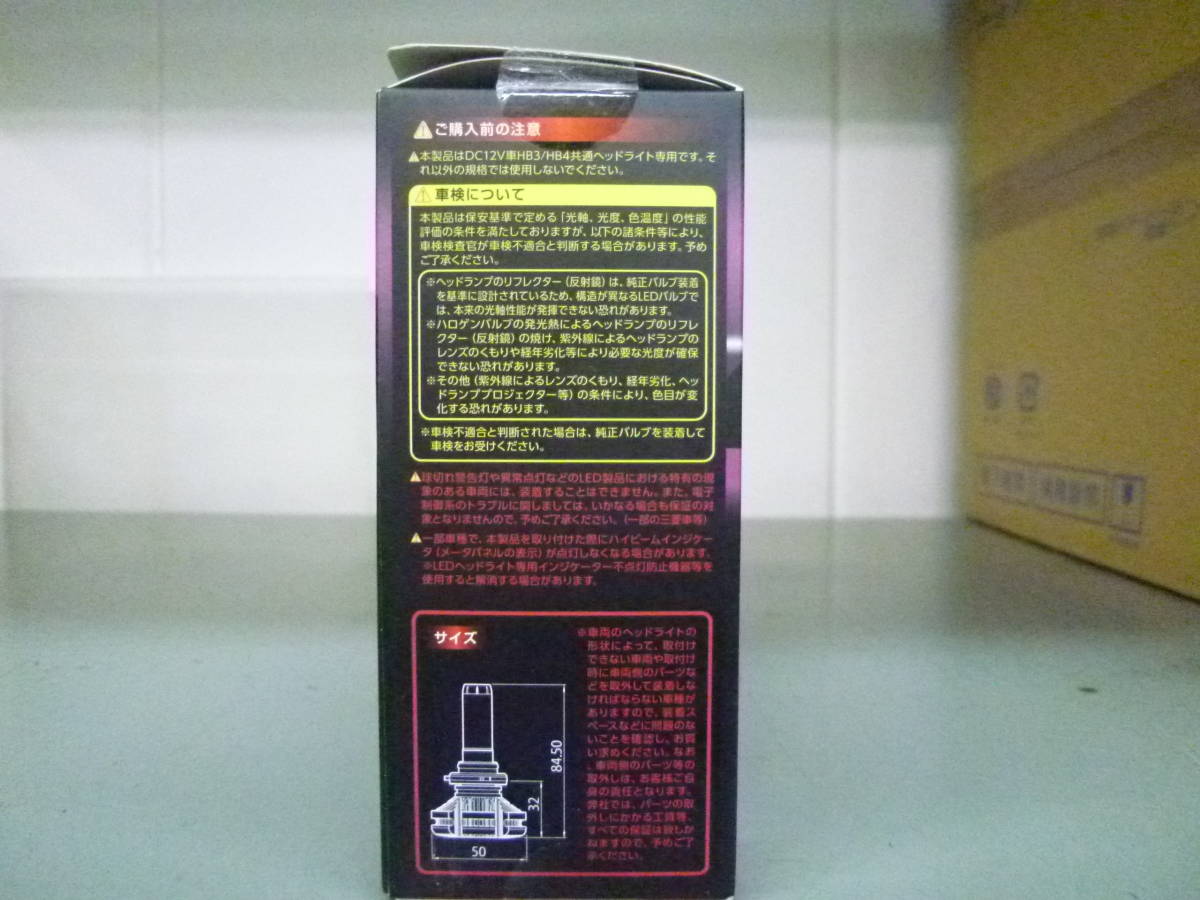 ご購入前の注意
本製品はDC12V車HB3/HB4共通ヘッドライト専用です。そ
れ以外の規格では使用しないでください。
車検について
本製品は保安基準で定める「光軸、光度、色温度」の性能
評価の条件を満たしておりますが、以下の諸条件等により、
車検検査官が車検不適合と判断する場合があります。予め
ご了承ください。
※ヘッドランプのリフレクター(反射鏡)は、純正バルブ装着
を基準に設計されているため、構造が異なるLEDバルブで
は、本来の光軸性能が発揮できない恐れがあります。
※ハロゲンバルブの発光熱によるヘッドランプのリフレ
クター(反射鏡)の焼け、紫外線によるヘッドランプの
レンズのくもりや経年劣化等により必要な光度が確保
できない恐れがあります。
※その他(紫外線によるレンズのくもり、経年劣化、ヘッ
ドランププロジェクター等)の条件により、色目が変
化する恐れがあります。
※車検不適合と判断された場合は、純正バルブを装着して
車検をお受けください。
球切れ警告灯や異常点灯などのLED製品における特有の現
象のある車両には、装着することはできません。また、電子
制御系のトラブルに関しましては、いかなる場合も保証の対
象となりませんので、予めご了承ください。(一部の三菱車等)
一部車種で、本製品を取り付けた際にハイビームインジケー
タ(メータパネルの表示)が点灯しなくなる場合があります。
※LEDヘッドライト専用インジケーター不点灯防止機器等を
使用すると解消する場合があります。
サイズ
84.50
32
50
※車両のヘッドライトの
形状によって、取付け
できない車両や取付け
時に車両側のパーツな
どを取外して装着しな
ければならない車種が
ありますので、装着ス
ペースなどに問題のな
いことを確認し、お買
い求めください。なお
、車両側のパーツ等の
取外しは、お客様ご自
身の責任となります。
弊社では、パーツの取
外しにかかる工賃等、
すべての保証は致しか
ねますので、予めご了
承ください。